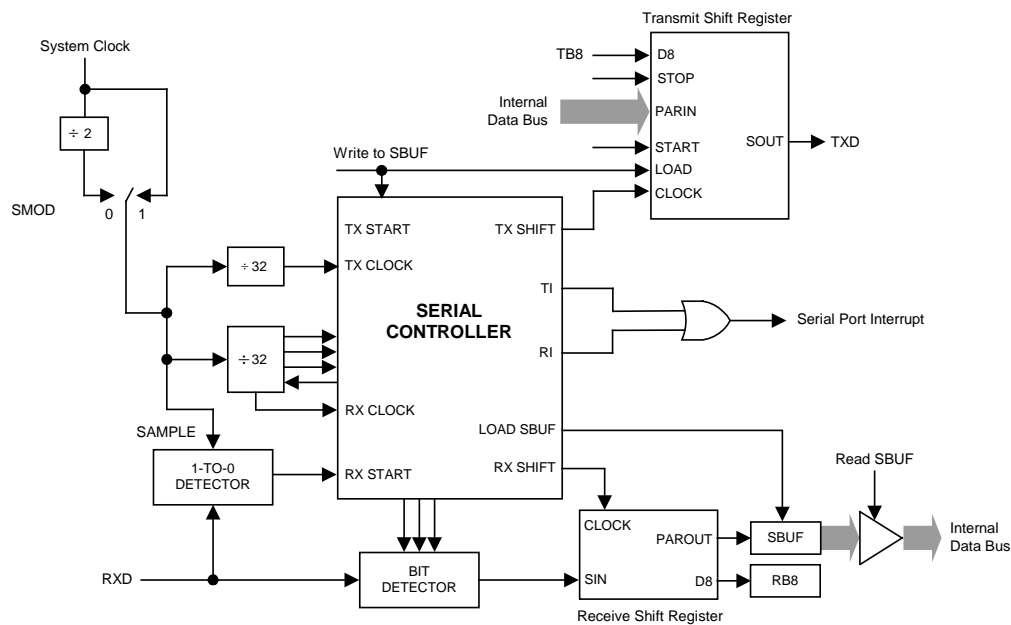 Transmit Shift Register
System Clock
TB8
D8
STOP
Internal
Data Bus
PARIN
÷ 2
SOUT
TXD
START
Write to SBUF
LOAD
CLOCK
SMOD
0
1
TX START
TX SHIFT
÷ 32
TX CLOCK
TI
SERIAL
CONTROLLER
Serial Port Interrupt
÷ 32
RI
RX CLOCK
SAMPLE
LOAD SBUF
1-TO-0
DETECTOR
RX START
RX SHIFT
Read SBUF
CLOCK
PAROUT
SBUF
Internal
Data Bus
RXD
BIT
DETECTOR
SIN
D8
RB8
Receive Shift Register